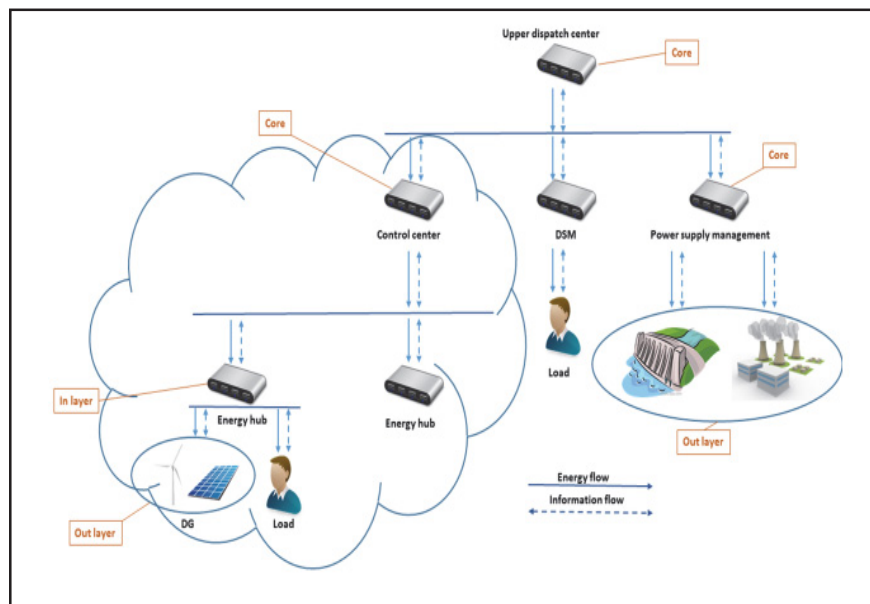 Upper dispatch center
Core
Core
Core
Control center
DSM
Power supply management
Load
In layer
Energy hub
Energy hub
Out layer
Energy flow
Information flow
Out layer
DG
Load